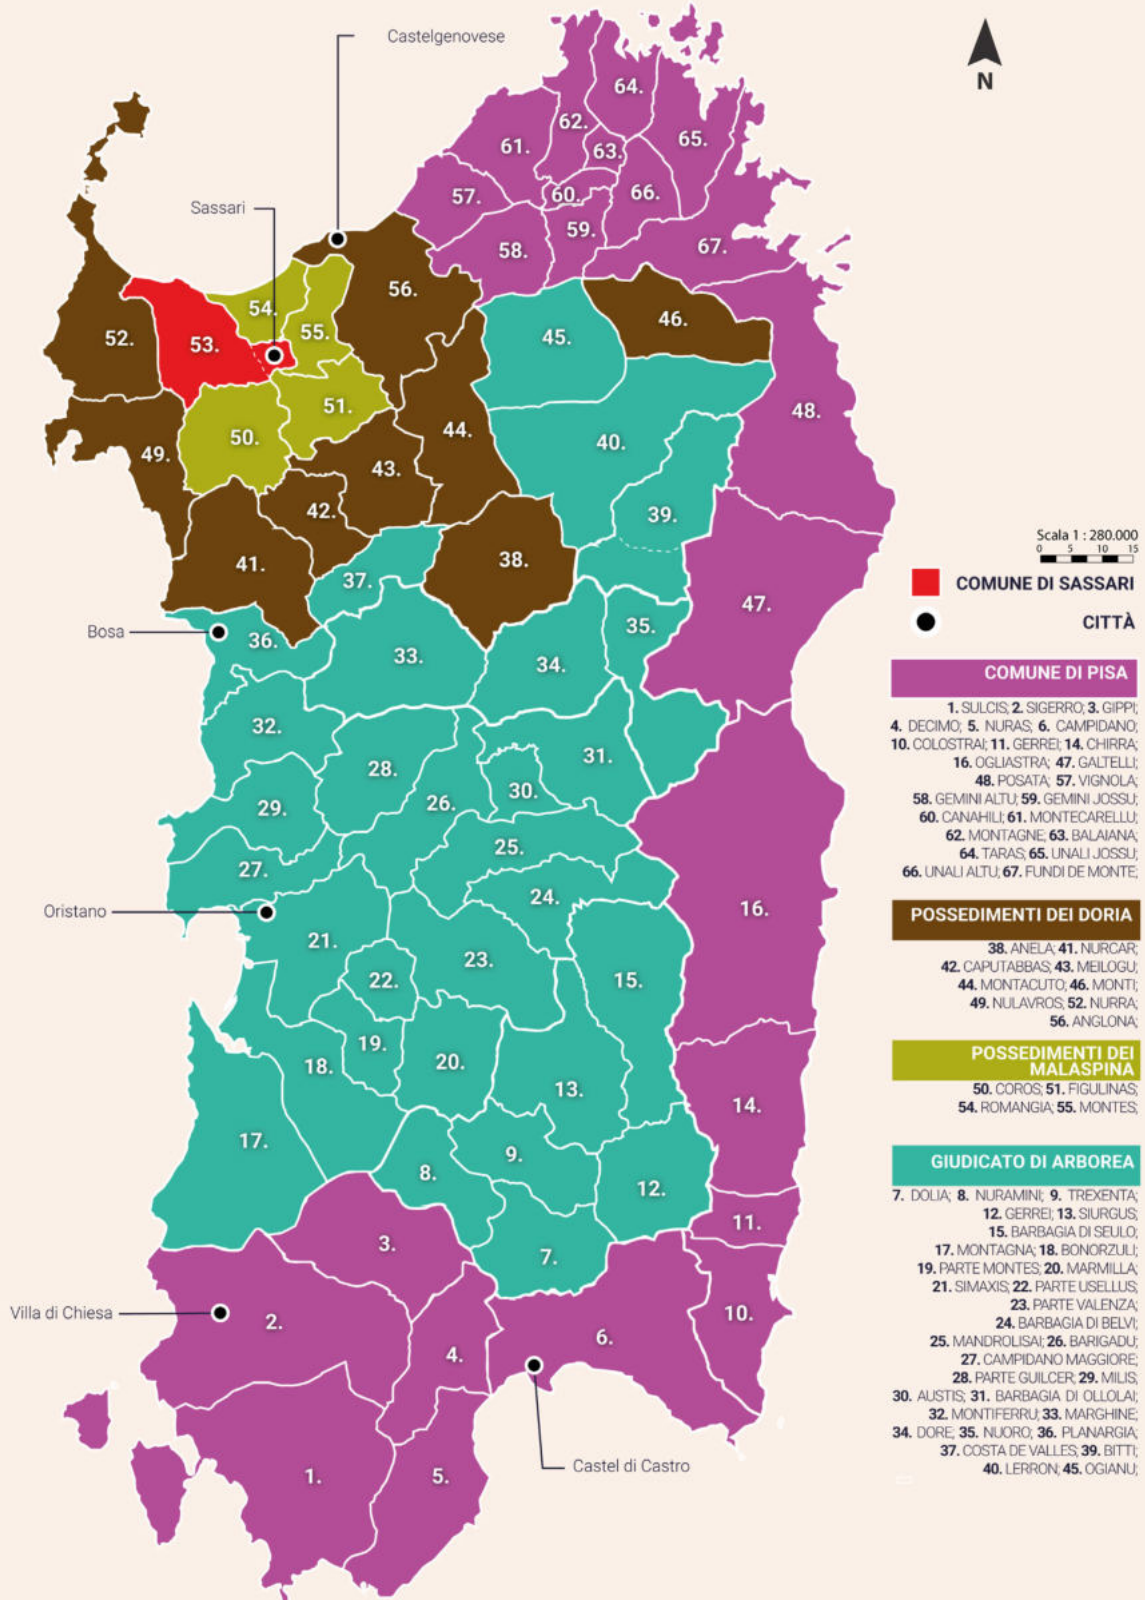 Castelgenovese
N
64.
62.
65.
61.
63.
66.
60.
57.
59.
Sassari
58.
67.
56.
54.
46.
55.
45.
52.
53.
51.
48.
44.
50.
40.
49.
43.
42.
39.
38.
41.
37.
Scala 1 : 280.000
0 5 10 15
COMUNE DI SASSARI
CITTÀ
47.
35.
Bosa
36.
33.
34.
32.
31.
28.
30.
26.
29.
25.
27.
24.
Oristano
16.
21.
23.
22.
15.
19.
18.
20.
13.
14.
17.
9.
8.
12.
11.
3.
7.
Villa di Chiesa
2.
10.
6.
4.
Castel di Castro
1.
5.
COMUNE DI PISA
1. SULCIS; 2. SIGERRO; 3. GIPPI;
4. DECIMO; 5. NURAS; 6. CAMPIDANO;
10. COLOSTRAI; 11. GERREI; 14. CHIRRA;
16. OGLIASTRA; 47. GALTELLI;
48. POSATA; 57. VIGNOLA;
58. GEMINI ALTU; 59. GEMINI JOSSU;
60. CANAHILI; 61. MONTECARELLU;
62. MONTAGNE; 63. BALAIANA;
64. TARAS; 65. UNALI JOSSU;
66. UNALI ALTU; 67. FUNDI DE MONTE;
POSSEDIMENTI DEI DORIA
38. ANELA; 41. NURCAR;
42. CAPUTABBAS; 43. MEILOGU;
44. MONTACUTO; 46. MONTI;
49. NULAVROS; 52. NURRA;
56. ANGLONA;
POSSEDIMENTI DEI
MALASPINA
50. COROS; 51. FIGULINAS;
54. ROMANGIA; 55. MONTES;
GIUDICATO DI ARBOREA
7. DOLIA; 8. NURAMINI; 9. TREXENTA;
12. GERREI; 13. SIURGUS;
15. BARBAGIA DI SEULO;
17. MONTAGNA; 18. BONORZULI;
19. PARTE MONTES; 20. MARMILLA;
21. SIMAXIS; 22. PARTE USELLUS;
23. PARTE VALENZA;
24. BARBAGIA DI BELVI;
25. MANDROLISAI; 26. BARIGADU;
27. CAMPIDANO MAGGIORE;
28. PARTE GUILCER; 29. MILIS;
30. AUSTIS; 31. BARBAGIA DI OLLOLAI;
32. MONTIFERRU; 33. MARGHINE;
34. DORE; 35. NUORO; 36. PLANARGIA;
37. COSTA DE VALLES; 39. BITTI;
40. LERRON; 45. OGIANU;